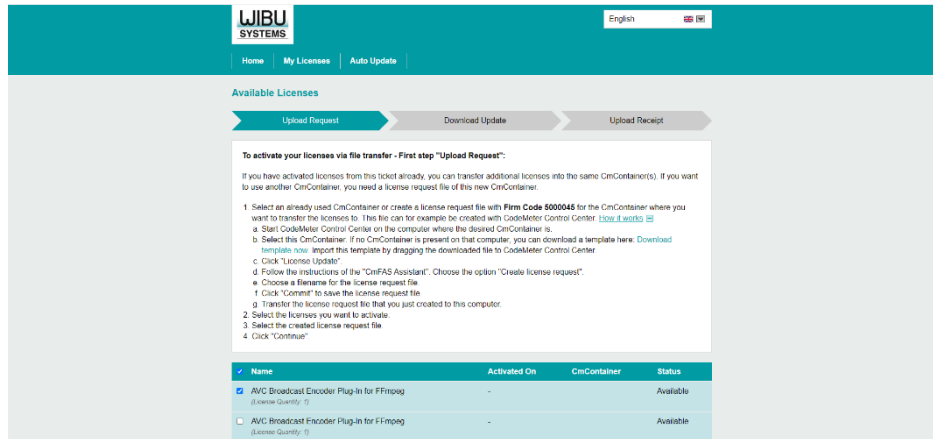 WIBU
SYSTEMS
English
Home
My Licenses
Auto Update
Available Licenses
Upload Request
Download Update
Upload Receipt
To activate your licenses via file transfer - First step "Upload Request":
If you have activated licenses from this ticket already, you can transfer additional licenses into the same CmContainer(s). If you want
to use another CmContainer, you need a license request file of this new CmContainer.
1. Select an already used CmContainer or create a license request file with Firm Code 5000045 for the CmContainer where you
want to transfer the licenses to. This file can for example be created with CodeMeter Control Center. How it works
a. Start CodeMeter Control Center on the computer where the desired CmContainer is.
b. Select this CmContainer. If no CmContainer is present on that computer, you can download a template here: Download
template now. Import this template by dragging the downloaded file to CodeMeter Control Center.
c. Click "License Update".
d. Follow the instructions of the "CmFAS Assistant". Choose the option "Create license request".
e. Choose a filename for the license request file.
f. Click "Commit" to save the license request file.
g. Transfer the license request file that you just created to this computer.
2. Select the licenses you want to activate.
3. Select the created license request file.
4. Click "Continue".
Name Activated On CmContainer Status
AVC Broadcast Encoder Plug-In for FFmpeg - Available
(License Quantity: 1)
AVC Broadcast Encoder Plug-In for FFmpeg - Available
(License Quantity: 1)